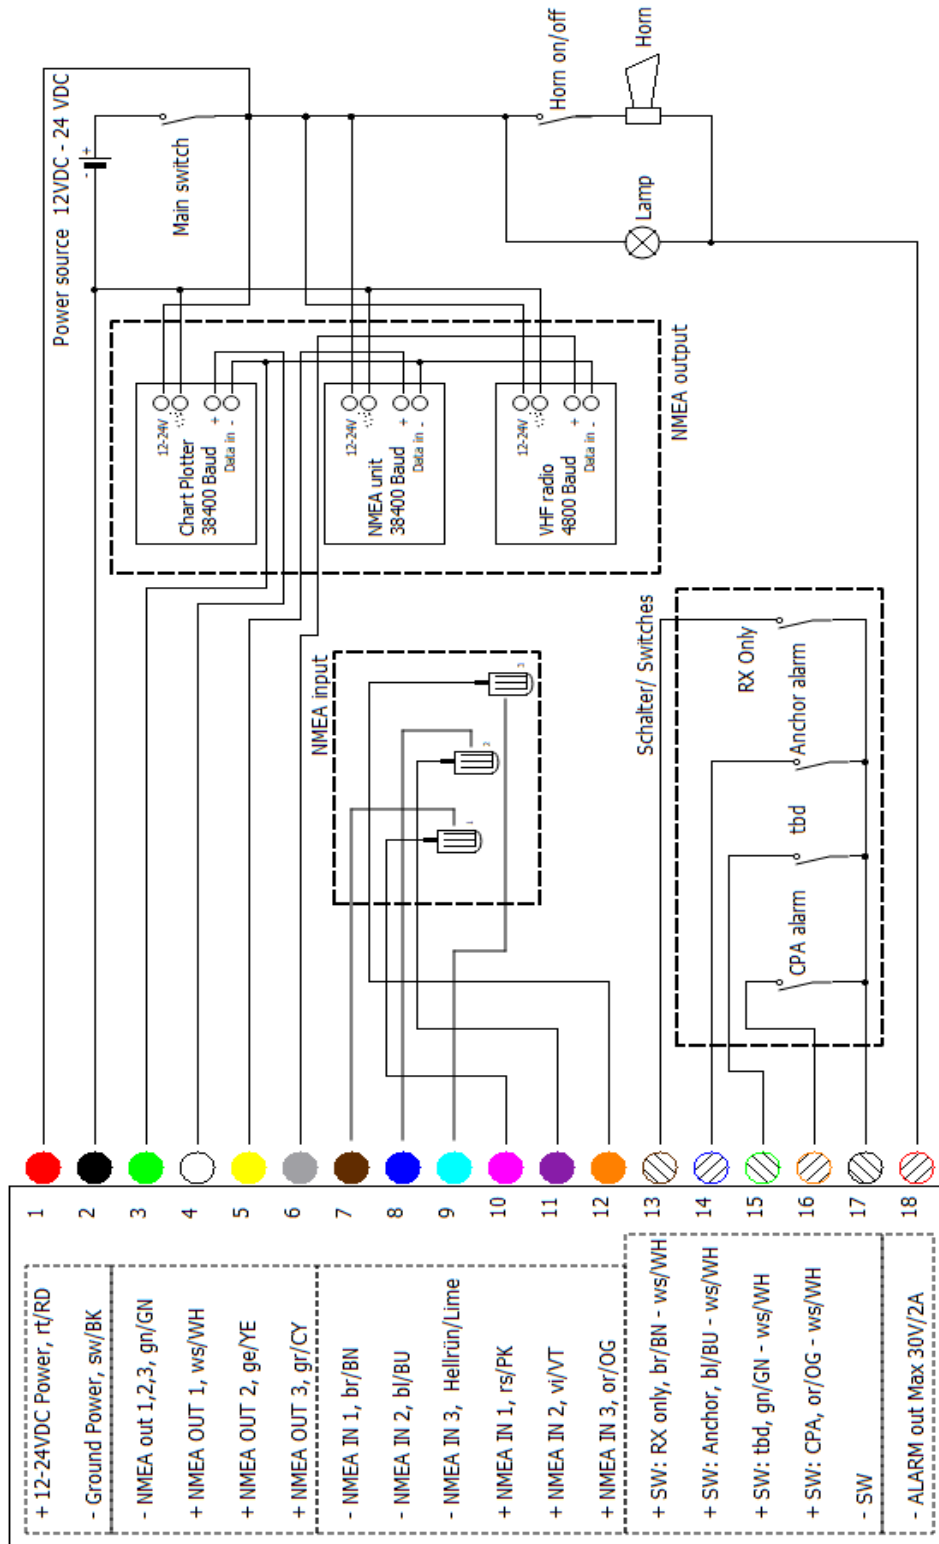 + 12-24VDC Power, rt/RD
- Ground Power, sw/BK
- NMEA out 1,2,3, gn/GN
+ NMEA OUT 1, ws/WH
+ NMEA OUT 2, ge/YE
+ NMEA OUT 3, gr/CY
- NMEA IN 1, br/BN
- NMEA IN 2, bl/BU
- NMEA IN 3, Hellrün/Lime
+ NMEA IN 1, rs/PK
+ NMEA IN 2, vi/VT
+ NMEA IN 3, or/OG
+ SW: RX only, br/BN - ws/WH
+ SW: Anchor, bl/BU - ws/WH
+ SW: tbd, gn/GN - ws/WH
+ SW: CPA, or/OG - ws/WH
- SW
- ALARM out Max 30V/2A
1
2
3
4
5
6
7
8
9
10
11
12
13
14
15
16
17
18
Power source 12VDC - 24 VDC
- +
Main switch
Chart Plotter
38400 Baud
12-24V
+
Data in -
NMEA unit
38400 Baud
12-24V
+
Data in -
VHF radio
4800 Baud
12-24V
+
Data in -
NMEA output
NMEA input
1
2
3
Schalter/ Switches
RX Only
Anchor alarm
tbd
CPA alarm
Horn on/off
Horn
Lamp